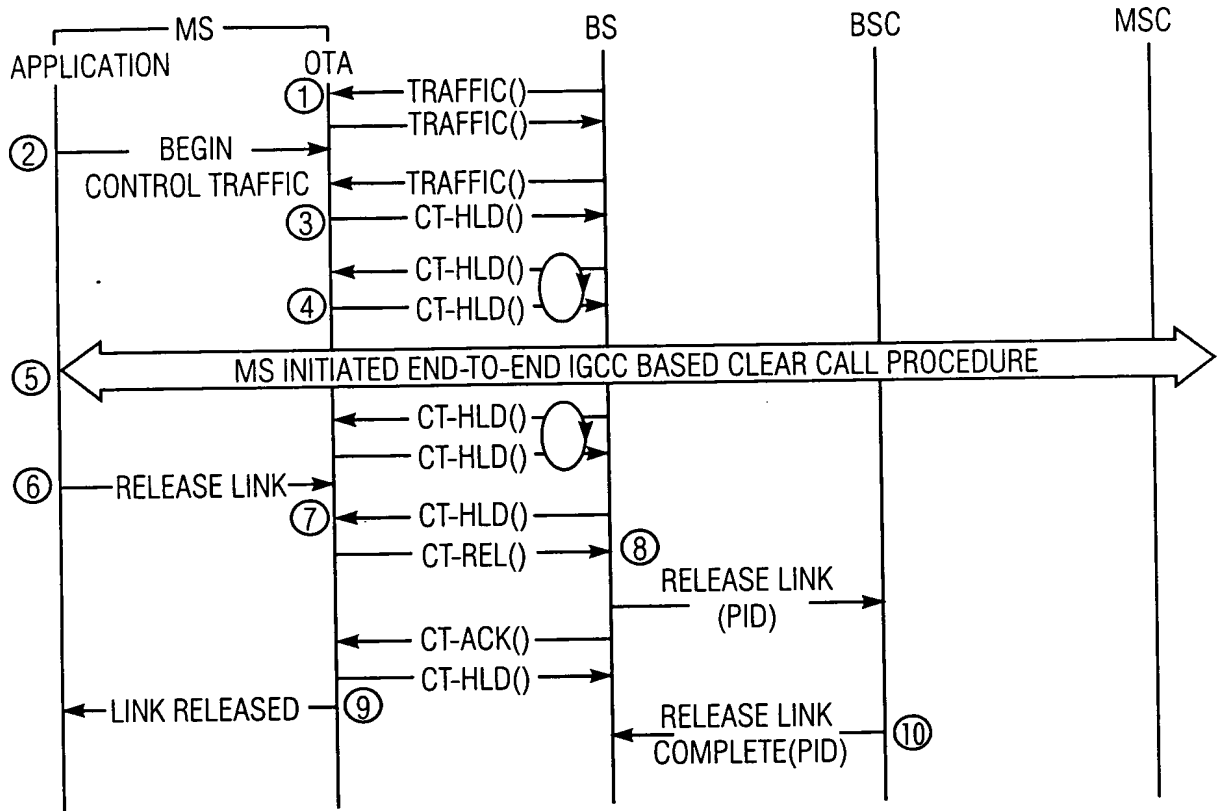 MS
BS
BSC
MSC
APPLICATION
OTA
① TRAFFIC()
TRAFFIC()
② BEGIN
CONTROL TRAFFIC
TRAFFIC()
③ CT-HLD()
CT-HLD()
④ CT-HLD()
⑤ MS INITIATED END-TO-END IGCC BASED CLEAR CALL PROCEDURE
CT-HLD()
CT-HLD()
⑥ RELEASE LINK
⑦ CT-HLD()
CT-REL() ⑧
RELEASE LINK
(PID)
CT-ACK()
CT-HLD()
LINK RELEASED ⑨
RELEASE LINK
COMPLETE(PID) ⑩